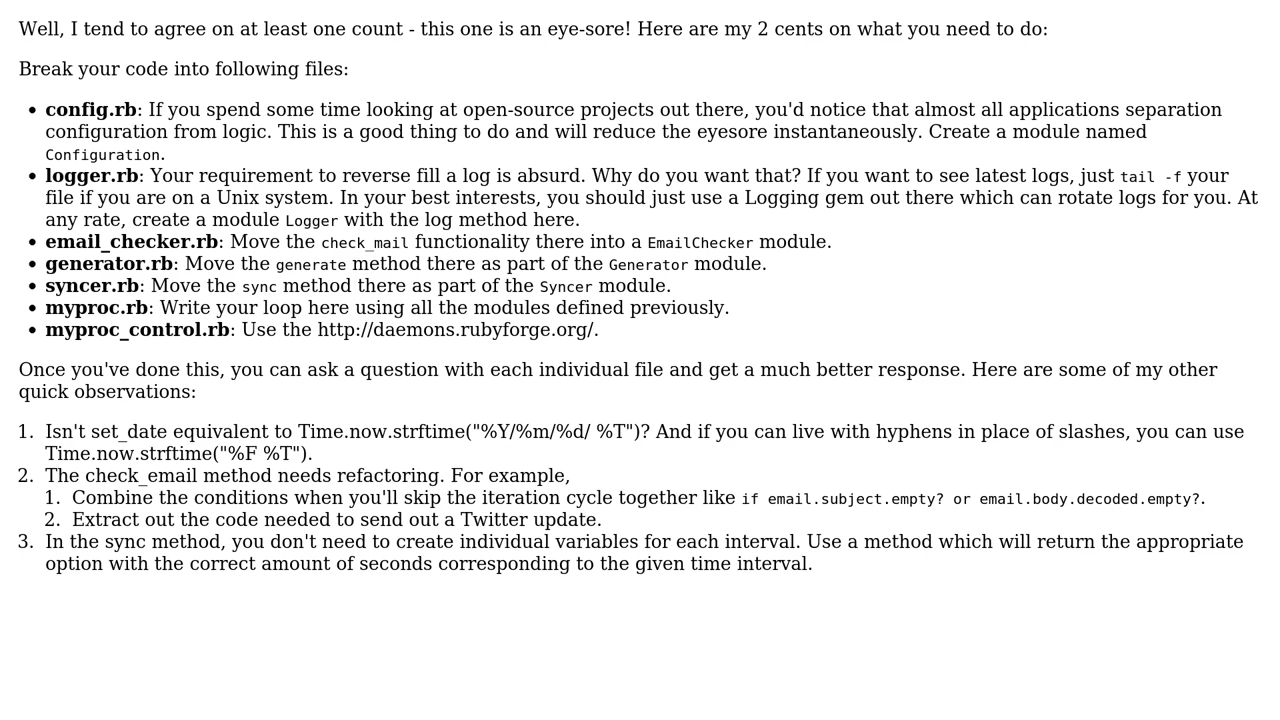 Well, I tend to agree on at least one count - this one is an eye-sore! Here are my 2 cents on what you need to do:
Break your code into following files:
• config.rb: If you spend some time looking at open-source projects out there, you'd notice that almost all applications separation
configuration from logic. This is a good thing to do and will reduce the eyesore instantaneously. Create a module named
Configuration.
• logger.rb: Your requirement to reverse fill a log is absurd. Why do you want that? If you want to see latest logs, just tail -f your
file if you are on a Unix system. In your best interests, you should just use a Logging gem out there which can rotate logs for you. At
any rate, create a module Logger with the log method here.
• email_checker.rb: Move the check_mail functionality there into a EmailChecker module.
• generator.rb: Move the generate method there as part of the Generator module.
• syncer.rb: Move the sync method there as part of the Syncer module.
• myproc.rb: Write your loop here using all the modules defined previously.
• myproc_control.rb: Use the http://daemons.rubyforge.org/.
Once you've done this, you can ask a question with each individual file and get a much better response. Here are some of my other
quick observations:
1. Isn't set_date equivalent to Time.now.strftime("%Y/%m/%d/ %T")? And if you can live with hyphens in place of slashes, you can use
Time.now.strftime("%F %T").
2. The check_email method needs refactoring. For example,
1. Combine the conditions when you'll skip the iteration cycle together like if email.subject.empty? or email.body.decoded.empty?.
2. Extract out the code needed to send out a Twitter update.
3. In the sync method, you don't need to create individual variables for each interval. Use a method which will return the appropriate
option with the correct amount of seconds corresponding to the given time interval.